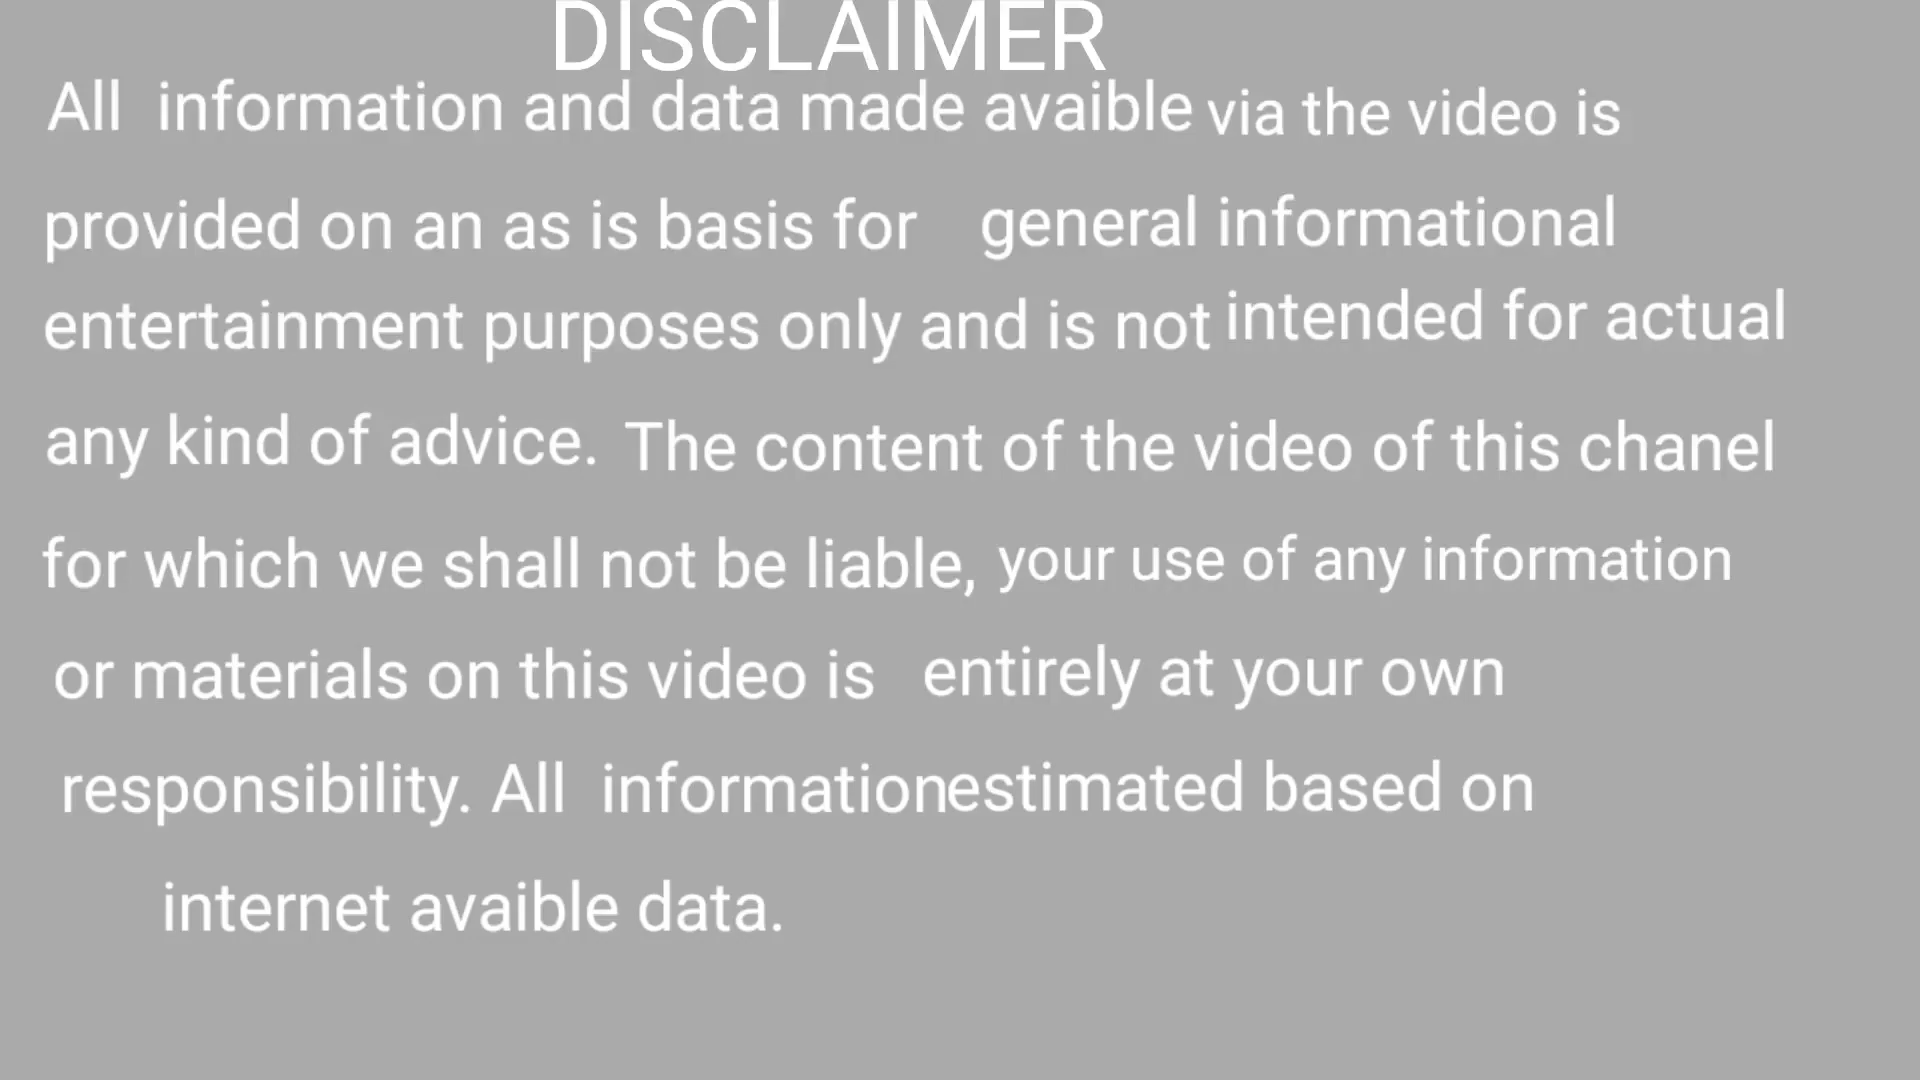 DISCLAIMER
All information and data made avaible via the video is
provided on an as is basis for general informational
entertainment purposes only and is not intended for actual
any kind of advice. The content of the video of this chanel
for which we shall not be liable, your use of any information
or materials on this video is entirely at your own
responsibility. All informationestimated based on
internet avaible data.